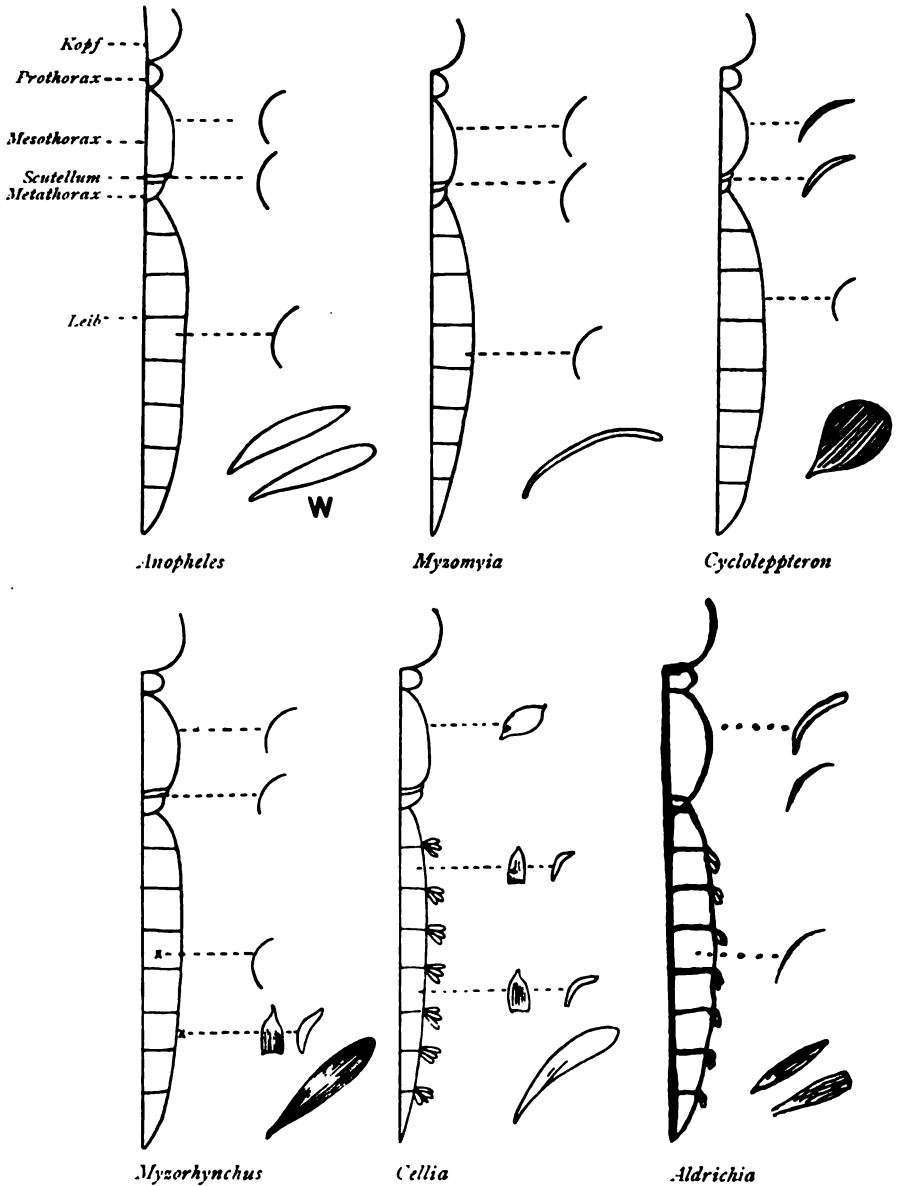 Kopf
Prothorax
Mesothorax
Scutellum
Metathorax
Leib
W
Anopheles
Myzomyia
Cycloleppteron
Myzorhynchus
Cellia
Aldrichia